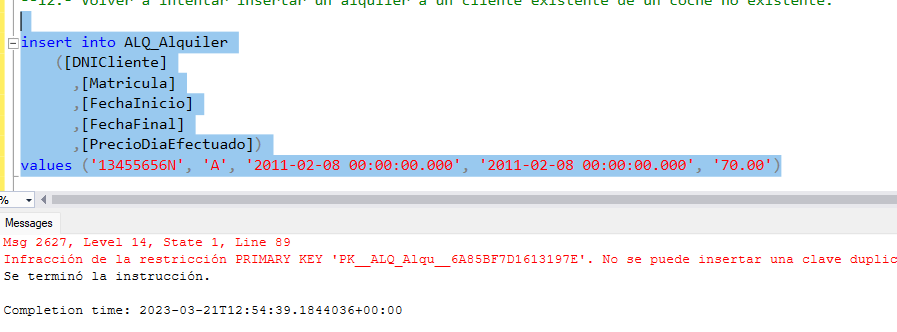 --12.- Volver a intentar insertar un alquiler a un cliente existente de un coche no existente.
insert into ALQ_Alquiler
([DNICliente]
,[Matricula]
,[FechaInicio]
,[FechaFinal]
,[PrecioDiaEfectuado])
values ('13455656N', 'A', '2011-02-08 00:00:00.000', '2011-02-08 00:00:00.000', '70.00')
%
Messages
Msg 2627, Level 14, State 1, Line 89
Infracción de la restricción PRIMARY KEY 'PK__ALQ_Alqu__6A85BF7D1613197E'. No se puede insertar una clave duplic
Se terminó la instrucción.
Completion time: 2023-03-21T12:54:39.1844036+00:00